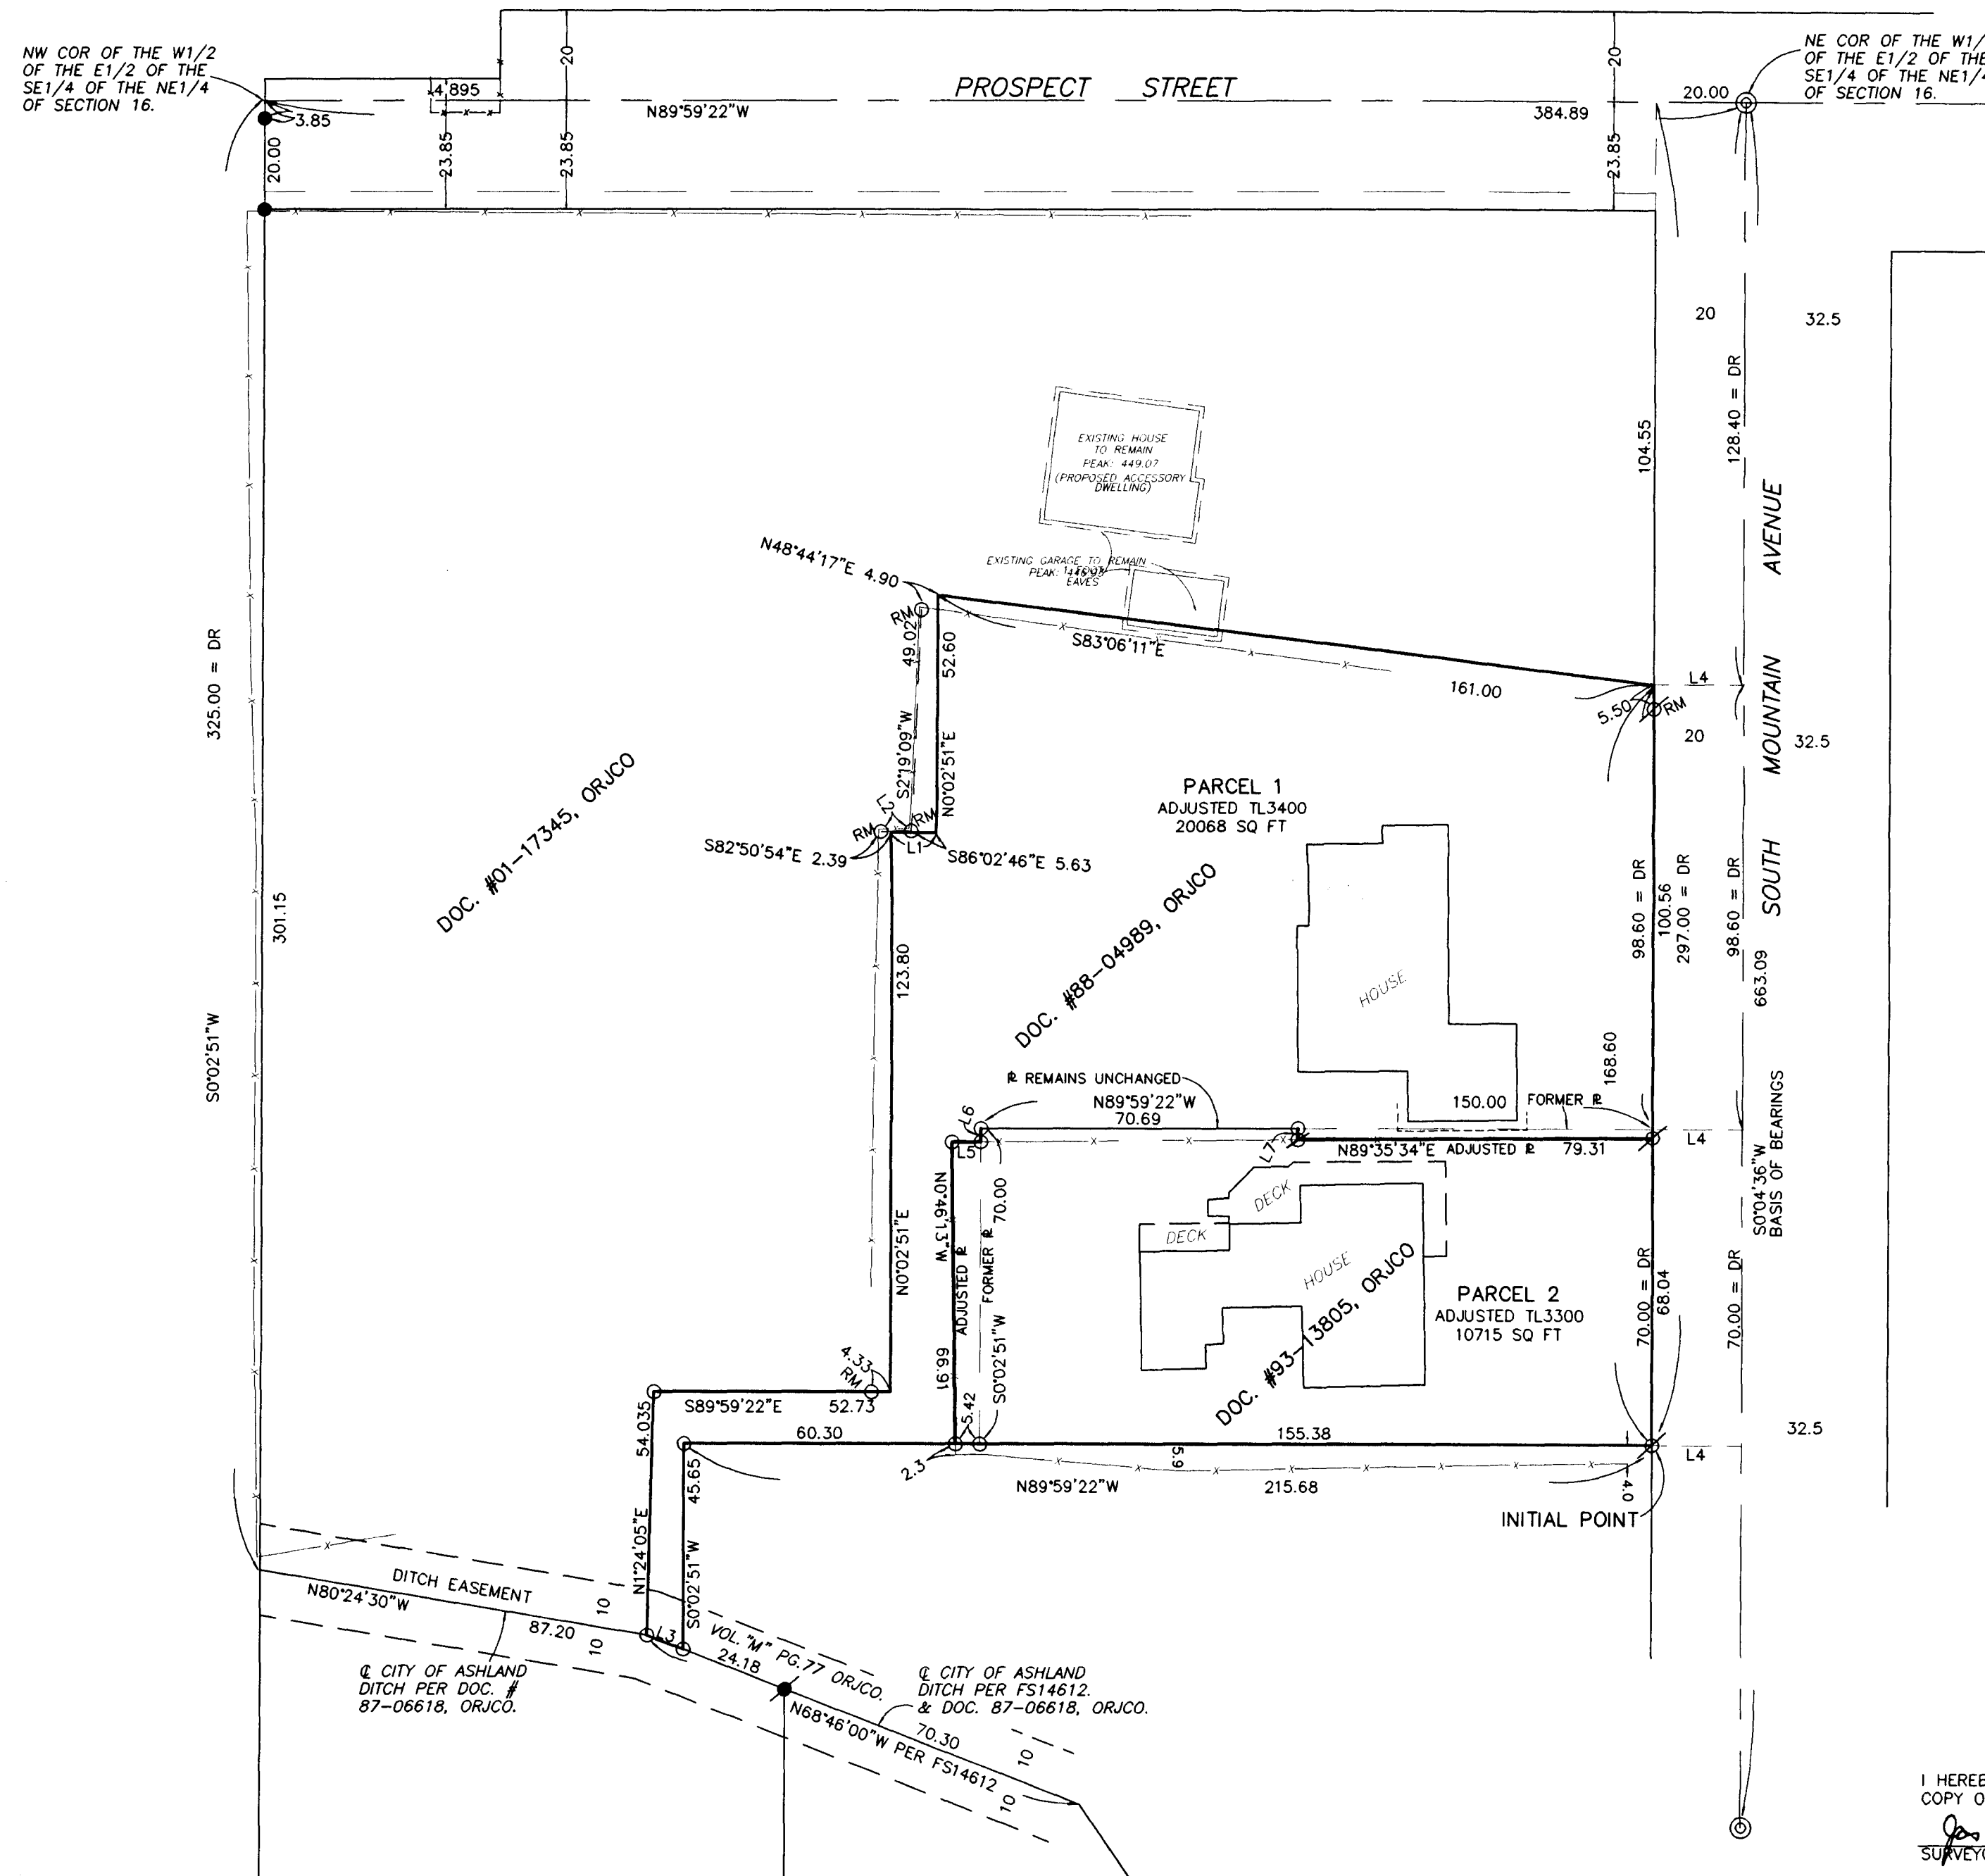 NW COR OF THE W1/2
OF THE E1/2 OF THE
SE1/4 OF THE NE1/4
OF SECTION 16.
NE COR OF THE W1/
OF THE E1/2 OF THE
SE1/4 OF THE NE1/4
OF SECTION 16.
PROSPECT STREET
20
20
4.895
3.85
N89°59'22"W
384.89
20.00
20.00
23.85
23.85
23.85
20
32.5
128.40 = DR
104.55
EXISTING HOUSE
TO REMAIN
PEAK: 449.07
(PROPOSED ACCESSORY
DWELLING)
EXISTING GARAGE TO REMAIN
PEAK:
EAVES
N48°44'17"E 4.90
RM
49.02
52.60
S83°06'11"E
161.00
L4
5.50
RM
20
32.5
SOUTH MOUNTAIN AVENUE
325.00 = DR
S2°19'09"W
N0°02'51"E
L2
RM
RM
L1
S82°50'54"E 2.39
S86°02'46"E 5.63
PARCEL 1
ADJUSTED TL3400
20068 SQ FT
DOC. #01-17345, ORJCO
DOC. #88-04989, ORJCO
301.15
123.80
HOUSE
98.60 = DR
100.56
297.00 = DR
98.60 = DR
663.09
S0°02'51"W
168.60
℄ REMAINS UNCHANGED
N89°59'22"W
70.69
150.00
FORMER ℄
L6
L5
L7
N89°35'34"E ADJUSTED ℄ 79.31
L4
S0°04'36"W
BASIS OF BEARINGS
N0°46'13"W
ADJUSTED ℄
66.91
70.00
FORMER ℄
S0°02'51"W
N0°02'51"E
DECK
DECK
HOUSE
DOC. #93-13805, ORJCO
PARCEL 2
ADJUSTED TL3300
10715 SQ FT
70.00 = DR
68.04
70.00 = DR
4.33
RM
S89°59'22"E 52.73
54.035
60.30
5.42
155.38
2.3
5.9
4.0
N89°59'22"W
215.68
L4
32.5
INITIAL POINT
45.65
N1°24'05"E
S0°02'51"W
DITCH EASEMENT
N80°24'30"W
87.20
10
10
L3
24.18
VOL. "M" PG.77 ORJCO.
℄ CITY OF ASHLAND
DITCH PER DOC. #
87-06618, ORJCO.
℄ CITY OF ASHLAND
DITCH PER FS14612.
& DOC. 87-06618, ORJCO.
N68°46'00"W PER FS14612
70.30
10
10
I HEREB
COPY O
SURVEYO